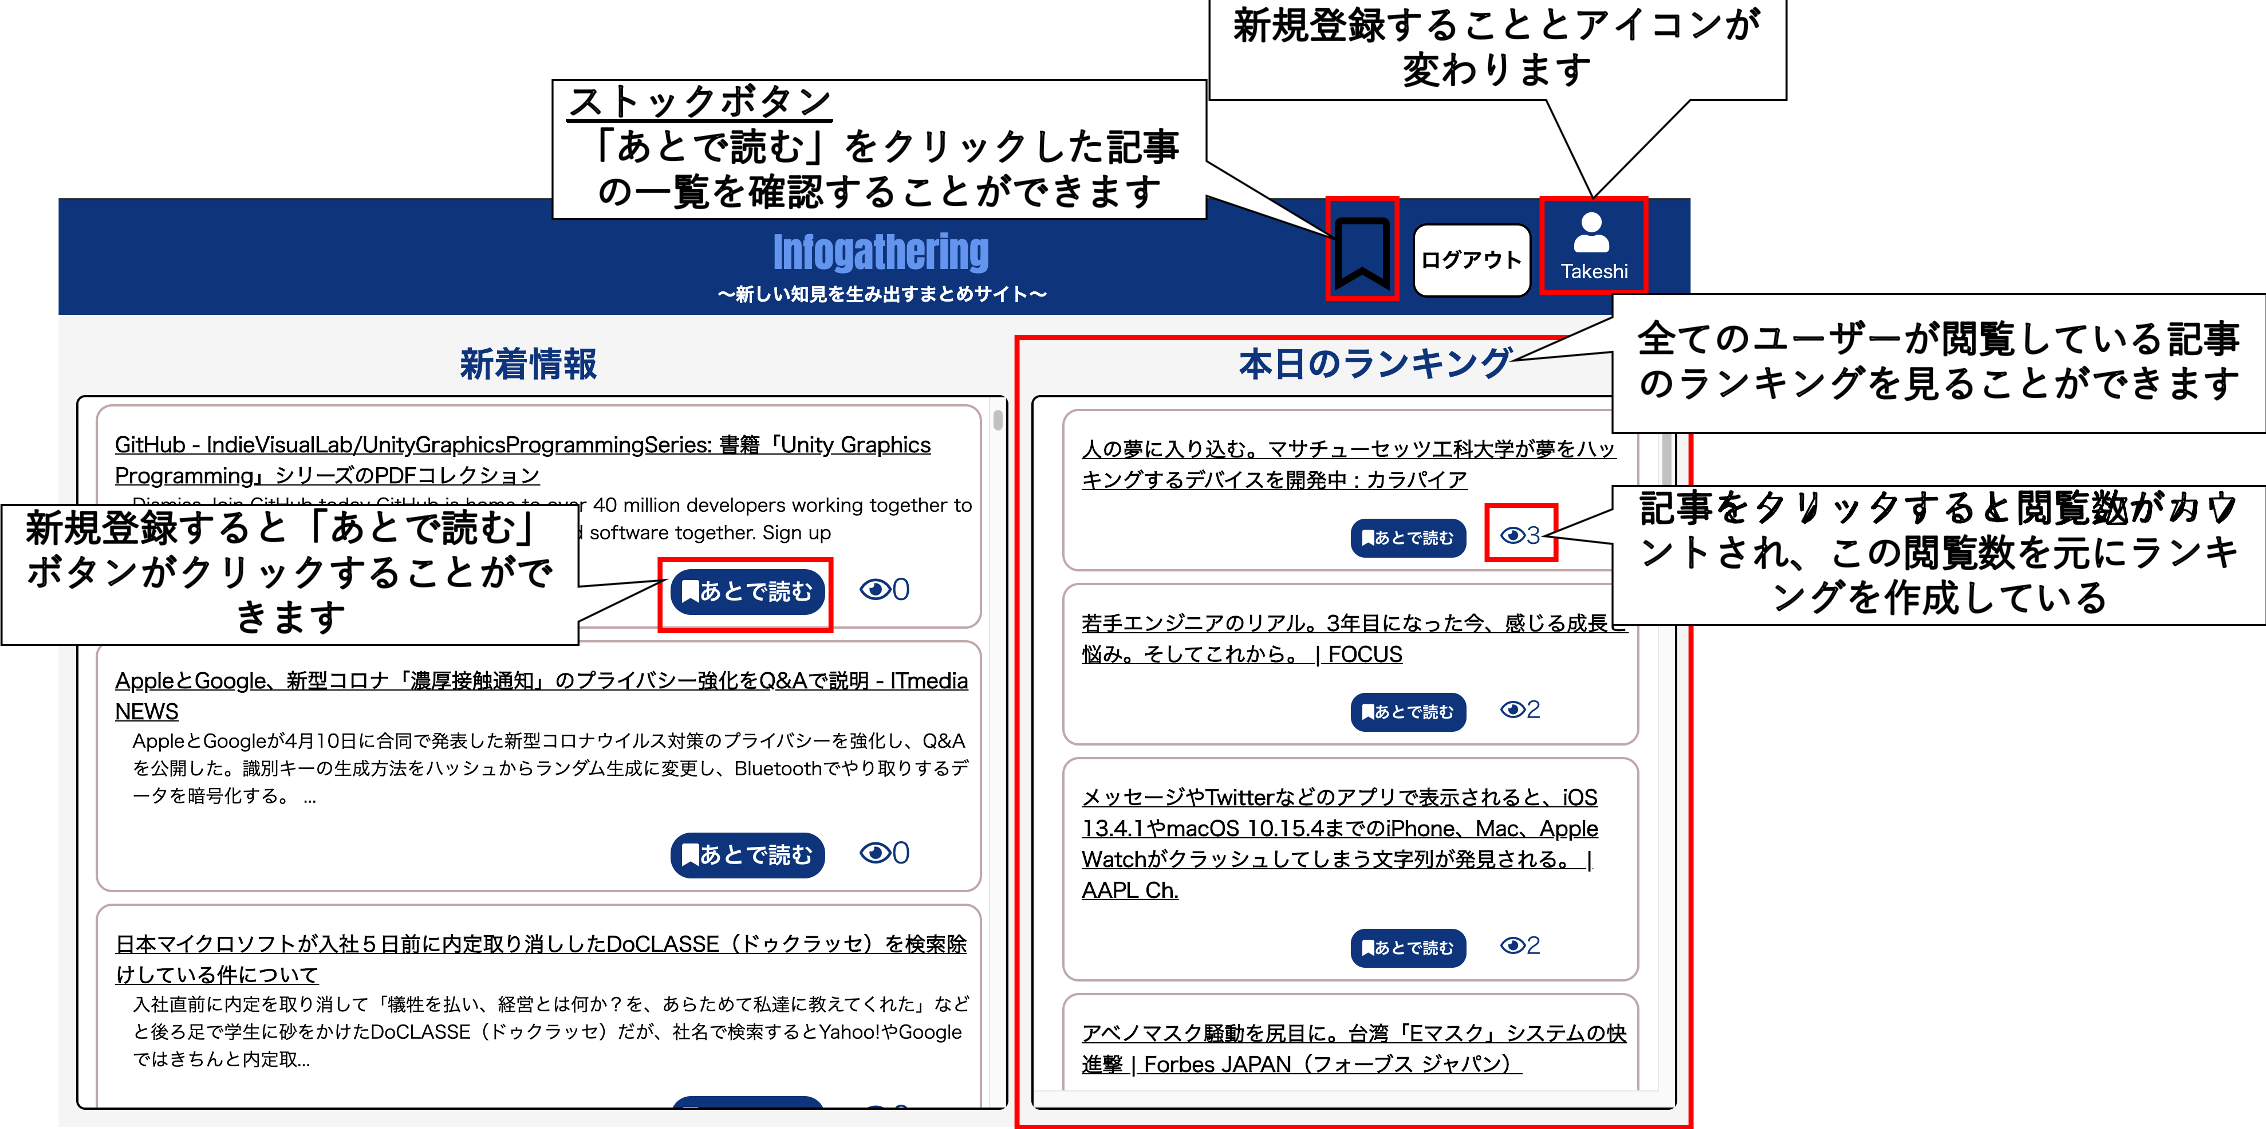 新規登録することとアイコンが
変わります
ストックボタン
「あとで読む」をクリックした記事
の一覧を確認することができます
Infogathering
〜新しい知見を生み出すまとめサイト〜
ログアウト
Takeshi
全てのユーザーが閲覧している記事
のランキングを見ることができます
新着情報
GitHub - IndieVisualLab/UnityGraphicsProgrammingSeries: 書籍「Unity Graphics
Programming」シリーズのPDFコレクション
40 million developers working together to
software together. Sign up
新規登録すると「あとで読む」
ボタンがクリックすることがで
きます
あとで読む
0
AppleとGoogle、新型コロナ「濃厚接触通知」のプライバシー強化をQ&Aで説明 - ITmedia
NEWS
AppleとGoogleが4月10日に合同で発表した新型コロナウイルス対策のプライバシーを強化し、Q&A
を公開した。識別キーの生成方法をハッシュからランダム生成に変更し、Bluetoothでやり取りするデ
ータを暗号化する。 ...
あとで読む
0
日本マイクロソフトが入社５日前に内定取り消ししたDoCLASSE（ドゥクラッセ）を検索除
けしている件について
入社直前に内定を取り消して「犠牲を払い、経営とは何か？を、あらためて私達に教えてくれた」など
と後ろ足で学生に砂をかけたDoCLASSE（ドゥクラッセ）だが、社名で検索するとYahoo!やGoogle
ではきちんと内定取...
本日のランキング
人の夢に入り込む。マサチューセッツ工科大学が夢をハッ
キングするデバイスを開発中 : カラパイア
あとで読む
3
記事をクリックすると閲覧数がカウ
ントされ、この閲覧数を元にランキ
ングを作成している
若手エンジニアのリアル。3年目になった今、感じる成長と
悩み。そしてこれから。 | FOCUS
あとで読む
2
メッセージやTwitterなどのアプリで表示されると、iOS
13.4.1やmacOS 10.15.4までのiPhone、Mac、Apple
Watchがクラッシュしてしまう文字列が発見される。 |
AAPL Ch.
あとで読む
2
アベノマスク騒動を尻目に。台湾「Eマスク」システムの快
進撃 | Forbes JAPAN（フォーブス ジャパン）